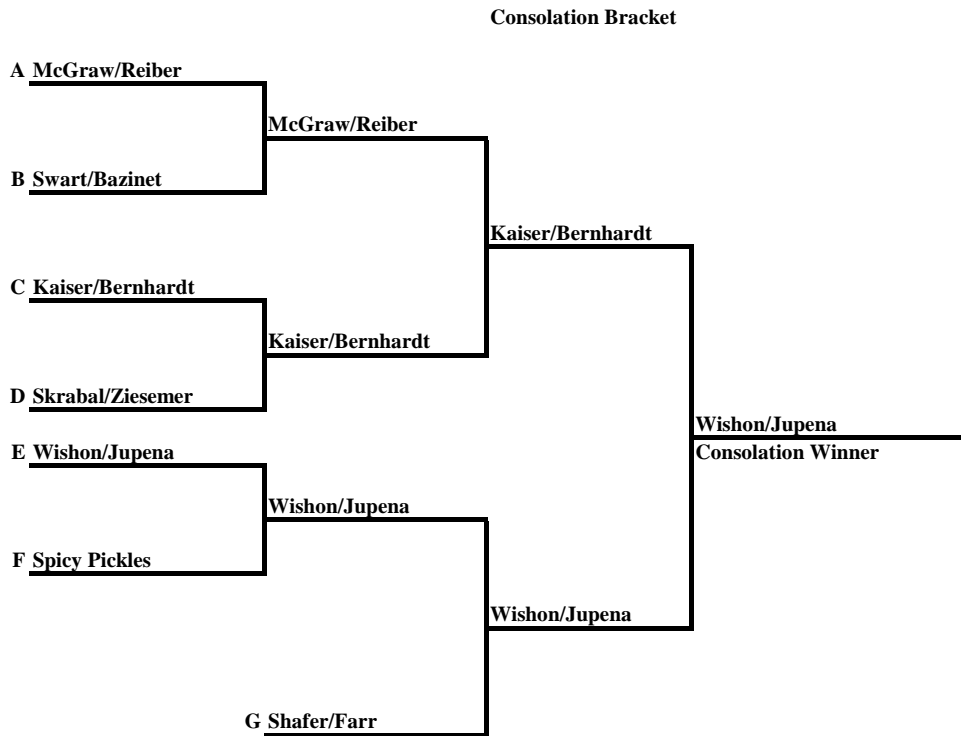 Consolation Bracket
A McGraw/Reiber
McGraw/Reiber
B Swart/Bazinet
Kaiser/Bernhardt
C Kaiser/Bernhardt
Kaiser/Bernhardt
D Skrabal/Ziesemer
Wishon/Jupena
Consolation Winner
E Wishon/Jupena
Wishon/Jupena
F Spicy Pickles
Wishon/Jupena
G Shafer/Farr